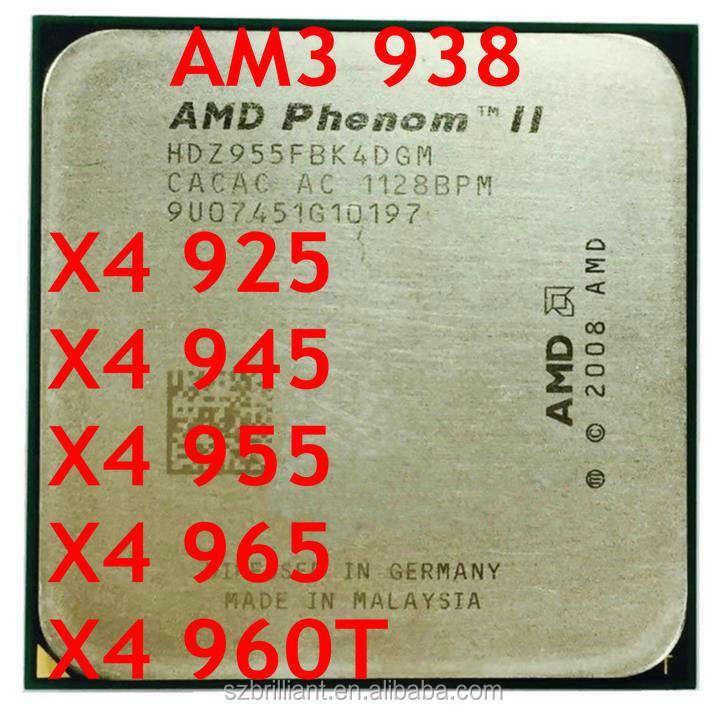 AM3 938
AMD Phenom™ II
HDZ955FBK4DGM
CACAC AC 1128BPM
9U07451G10197
X4 925
X4 945
X4 955
X4 965
X4 960T
AMD
© 2008 AMD
IN GERMANY
MADE IN MALAYSIA
szbrilliant.en.alibaba.com